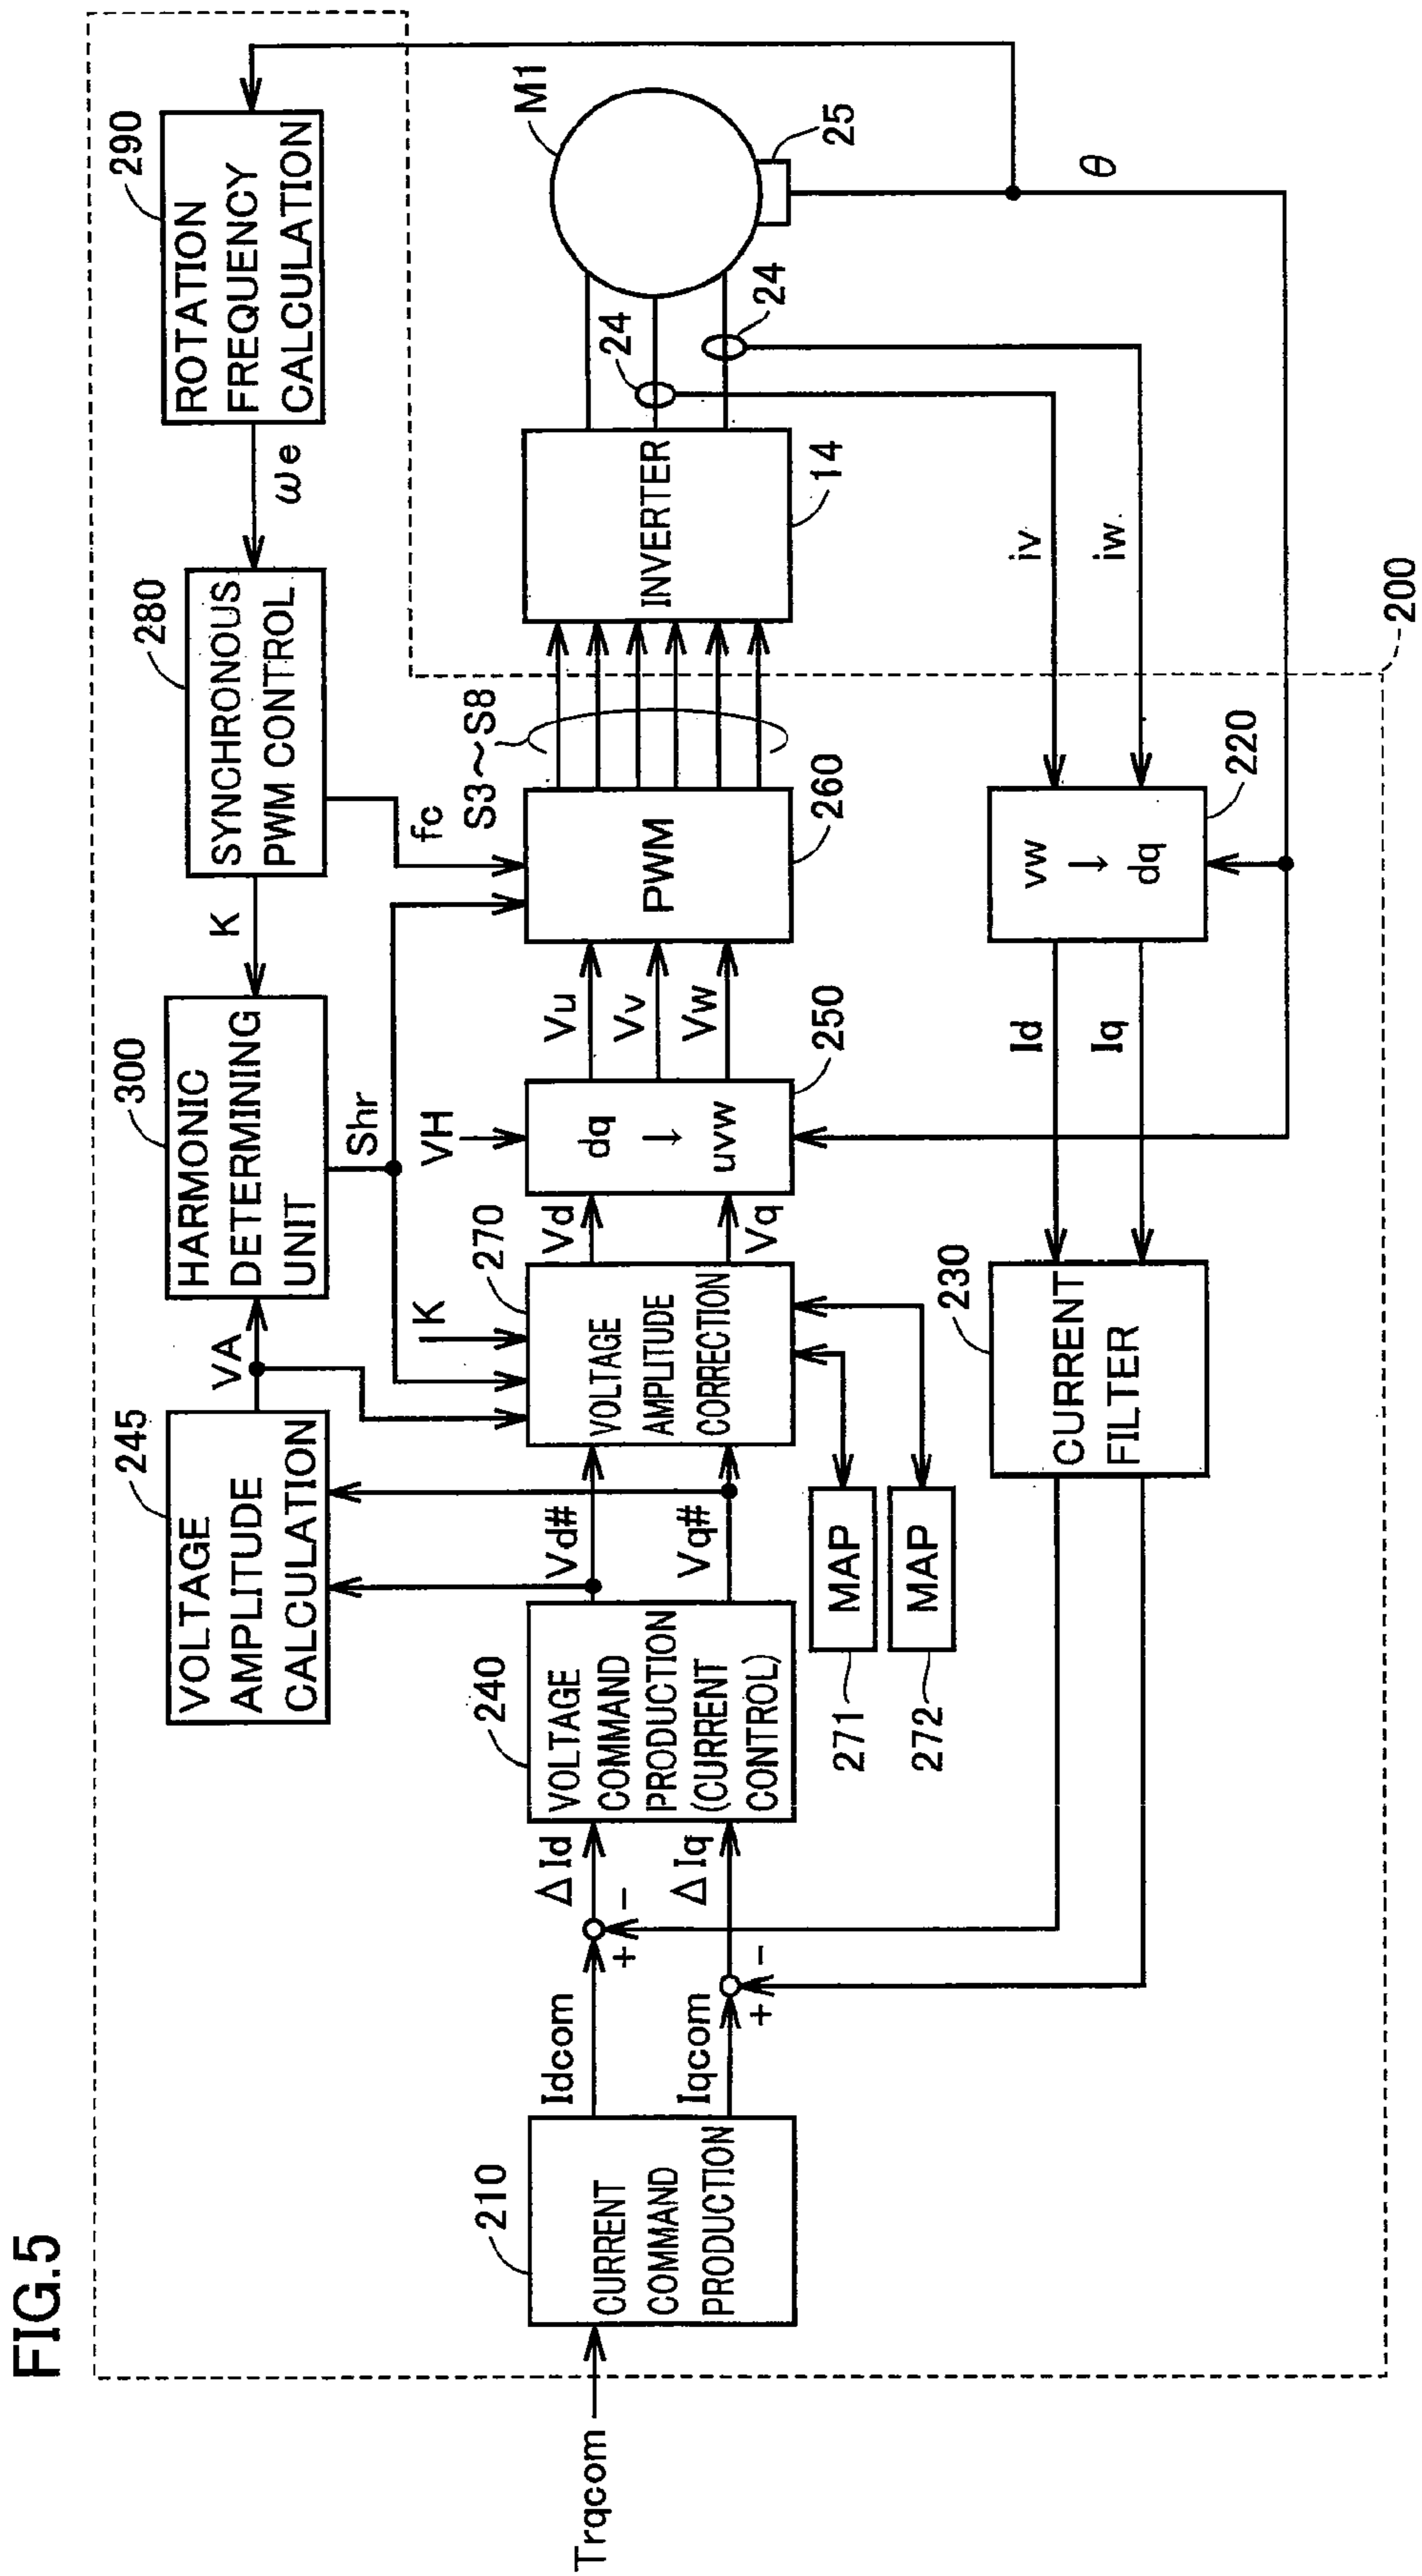 FIG.5
290
ROTATION
FREQUENCY
CALCULATION
ωe
280
SYNCHRONOUS
PWM CONTROL
K
fc
300
HARMONIC
DETERMINING
UNIT
Shr
VA
245
VOLTAGE
AMPLITUDE
CALCULATION
Trqcom
210
CURRENT
COMMAND
PRODUCTION
Idcom
Iqcom
+
-
+
-
ΔId
ΔIq
240
VOLTAGE
COMMAND
PRODUCTION
(CURRENT
CONTROL)
Vd#
Vq#
270
K
VOLTAGE
AMPLITUDE
CORRECTION
MAP
271
MAP
272
Vd
Vq
VH
dq
↓
uvw
250
Vu
Vv
Vw
PWM
260
S3~S8
INVERTER
14
24
24
M1
25
θ
iv
iw
200
vw
↓
dq
220
Id
Iq
230
CURRENT
FILTER